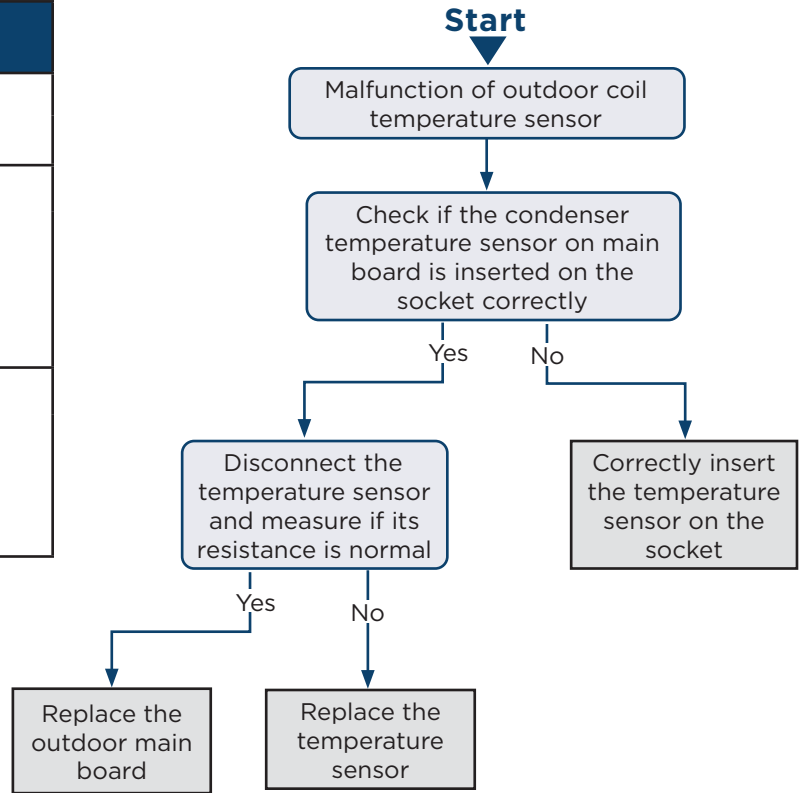 Start
Malfunction of outdoor coil
temperature sensor
Check if the condenser
temperature sensor on main
board is inserted on the
socket correctly
Yes
No
Disconnect the
temperature sensor
and measure if its
resistance is normal
Correctly insert
the temperature
sensor on the
socket
Yes
No
Replace the
outdoor main
board
Replace the
temperature
sensor